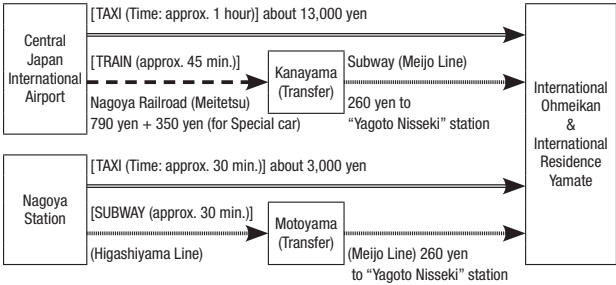 [TAXI (Time: approx. 1 hour)] about 13,000 yen
Central
Japan
International
Airport
[TRAIN (approx. 45 min.)]
Nagoya Railroad (Meitetsu)
790 yen + 350 yen (for Special car)
Kanayama
(Transfer)
Subway (Meijo Line)
260 yen to
“Yagoto Nisseki” station
International
Ohmeikan
&
International
Residence
Yamate
[TAXI (Time: approx. 30 min.)] about 3,000 yen
Nagoya
Station
[SUBWAY (approx. 30 min.)]
(Higashiyama Line)
Motoyama
(Transfer)
(Meijo Line) 260 yen
to “Yagoto Nisseki” station